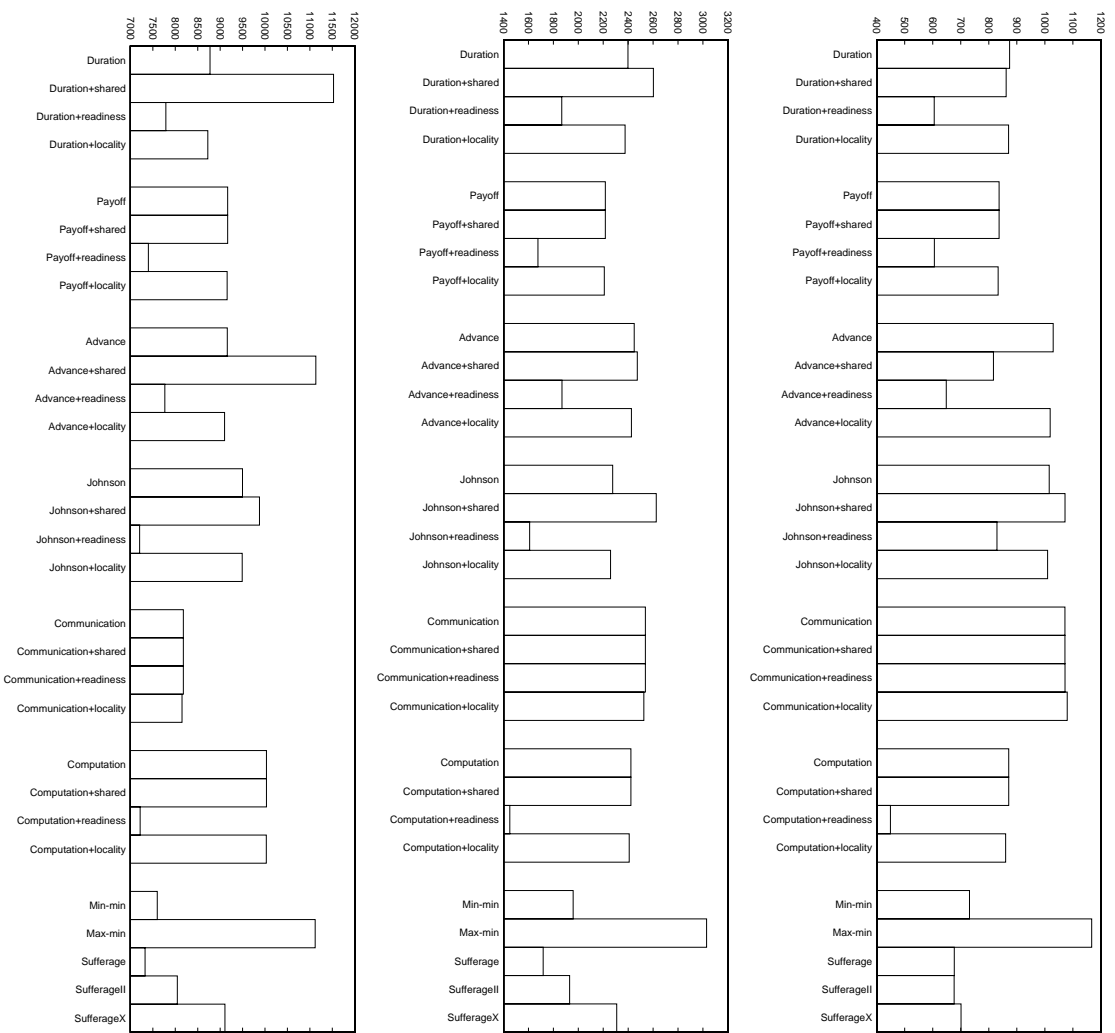 7000 7500 8000 8500 9000 9500 10000 10500 11000 11500 12000
Duration
Duration+shared
Duration+readiness
Duration+locality
Payoff
Payoff+shared
Payoff+readiness
Payoff+locality
Advance
Advance+shared
Advance+readiness
Advance+locality
Johnson
Johnson+shared
Johnson+readiness
Johnson+locality
Communication
Communication+shared
Communication+readiness
Communication+locality
Computation
Computation+shared
Computation+readiness
Computation+locality
Min-min
Max-min
Sufferage
SufferageII
SufferageX
1400 1600 1800 2000 2200 2400 2600 2800 3000 3200
Duration
Duration+shared
Duration+readiness
Duration+locality
Payoff
Payoff+shared
Payoff+readiness
Payoff+locality
Advance
Advance+shared
Advance+readiness
Advance+locality
Johnson
Johnson+shared
Johnson+readiness
Johnson+locality
Communication
Communication+shared
Communication+readiness
Communication+locality
Computation
Computation+shared
Computation+readiness
Computation+locality
Min-min
Max-min
Sufferage
SufferageII
SufferageX
400 500 600 700 800 900 1000 1100 1200
Duration
Duration+shared
Duration+readiness
Duration+locality
Payoff
Payoff+shared
Payoff+readiness
Payoff+locality
Advance
Advance+shared
Advance+readiness
Advance+locality
Johnson
Johnson+shared
Johnson+readiness
Johnson+locality
Communication
Communication+shared
Communication+readiness
Communication+locality
Computation
Computation+shared
Computation+readiness
Computation+locality
Min-min
Max-min
Sufferage
SufferageII
SufferageX